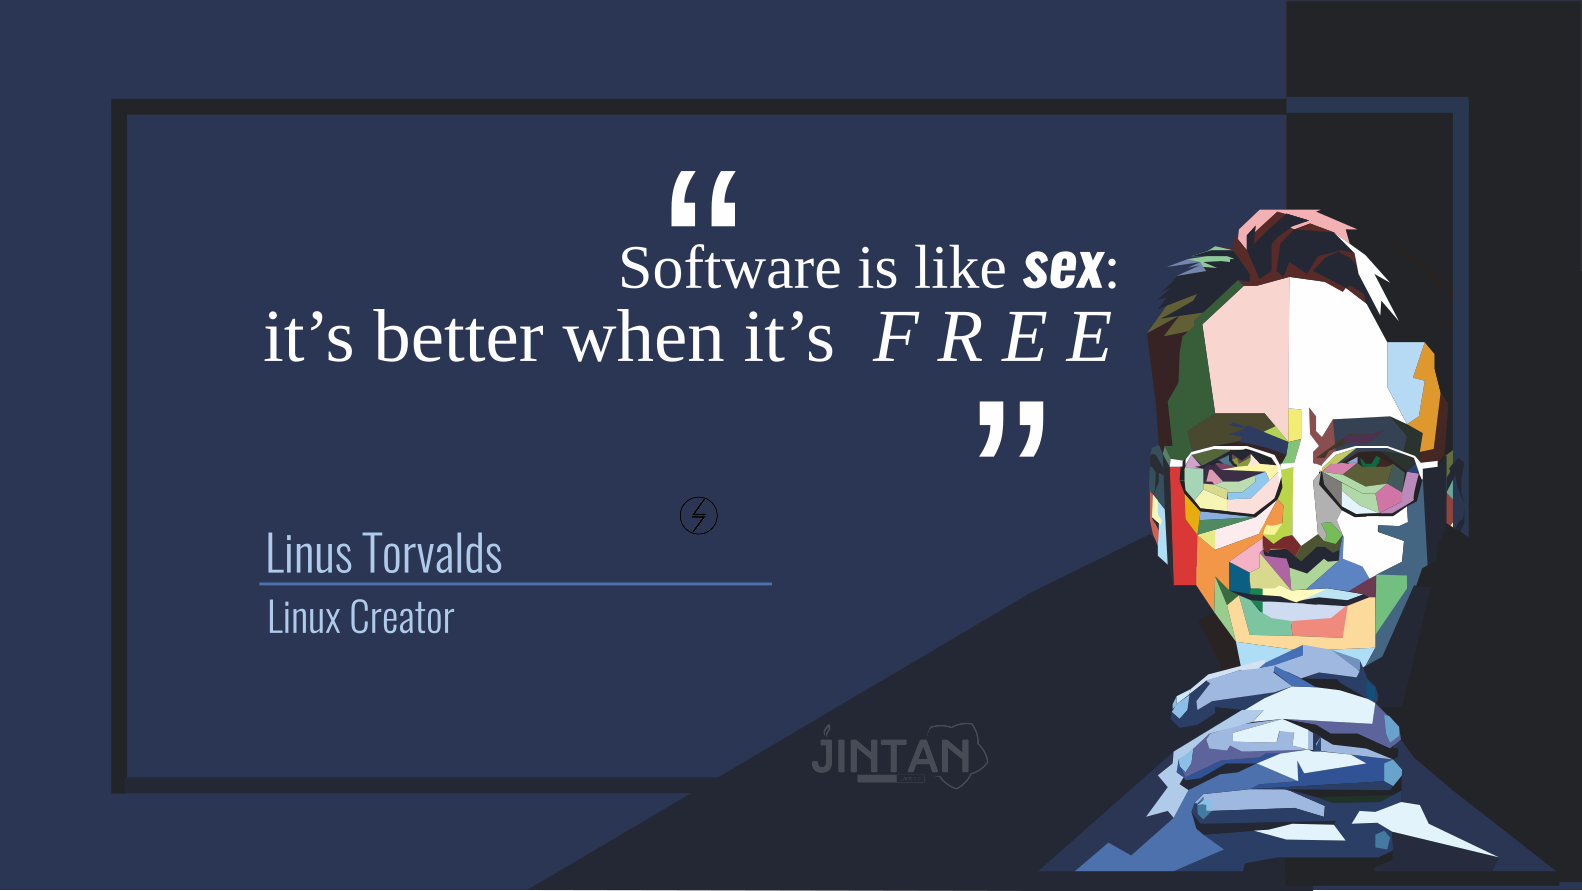 “
Software is like sex:
it’s better when it’s F R E E
”
Linus Torvalds
Linux Creator
JINTAN